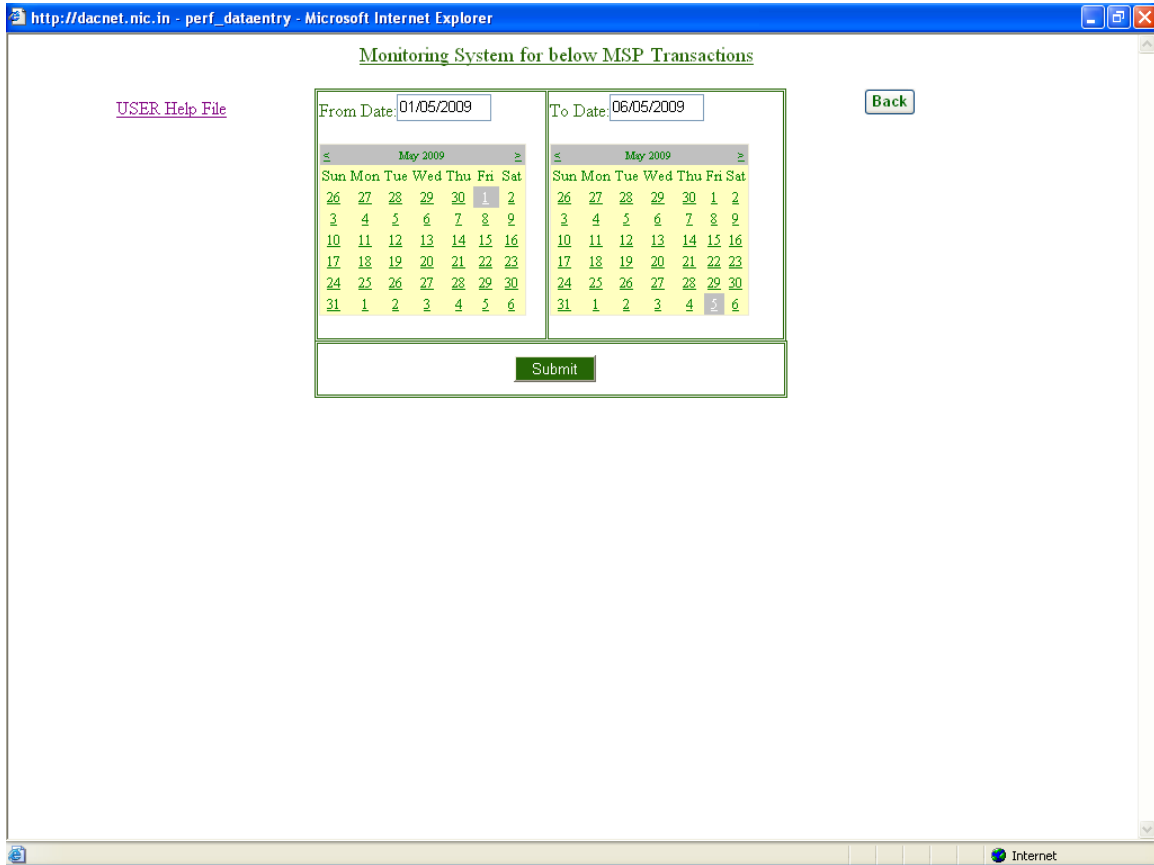 http://dacnet.nic.in - perf_dataentry - Microsoft Internet Explorer
Monitoring System for below MSP Transactions
USER Help File
From Date: 01/05/2009 To Date: 06/05/2009
Back
< May 2009 > < May 2009 >
Sun Mon Tue Wed Thu Fri Sat Sun Mon Tue Wed Thu Fri Sat
26 27 28 29 30 1 2 26 27 28 29 30 1 2
3 4 5 6 7 8 9 3 4 5 6 7 8 9
10 11 12 13 14 15 16 10 11 12 13 14 15 16
17 18 19 20 21 22 23 17 18 19 20 21 22 23
24 25 26 27 28 29 30 24 25 26 27 28 29 30
31 1 2 3 4 5 6 31 1 2 3 4 5 6
Submit
Internet